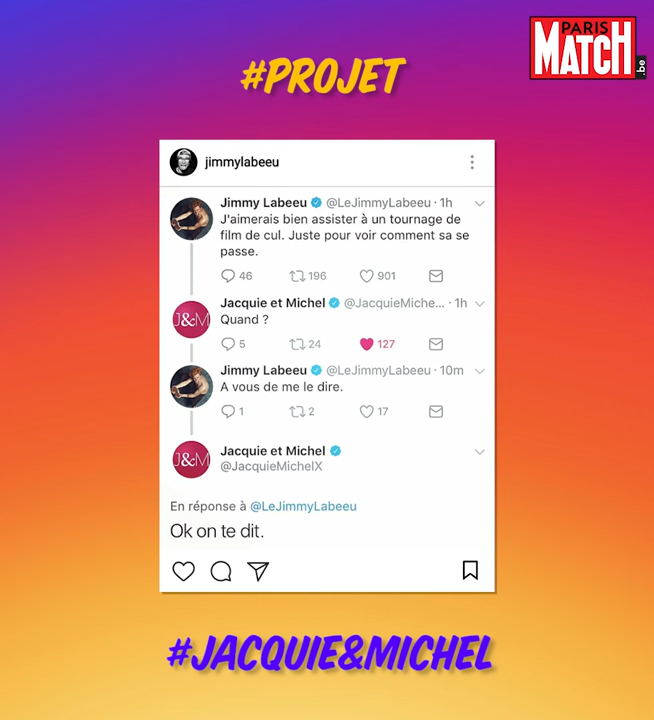 PARIS
MATCH
.be
#PROJET
jimmylabeeu
Jimmy Labeeu @LeJimmyLabeeu · 1h
J'aimerais bien assister à un tournage de
film de cul. Juste pour voir comment sa se
passe.
46 196 901
Jacquie et Michel @JacquieMiche... · 1h
J&M
Quand ?
5 24 127
Jimmy Labeeu @LeJimmyLabeeu · 10m
A vous de me le dire.
1 2 17
Jacquie et Michel
J&M
@JacquieMichelX
En réponse à @LeJimmyLabeeu
Ok on te dit.
#JACQUIE&MICHEL